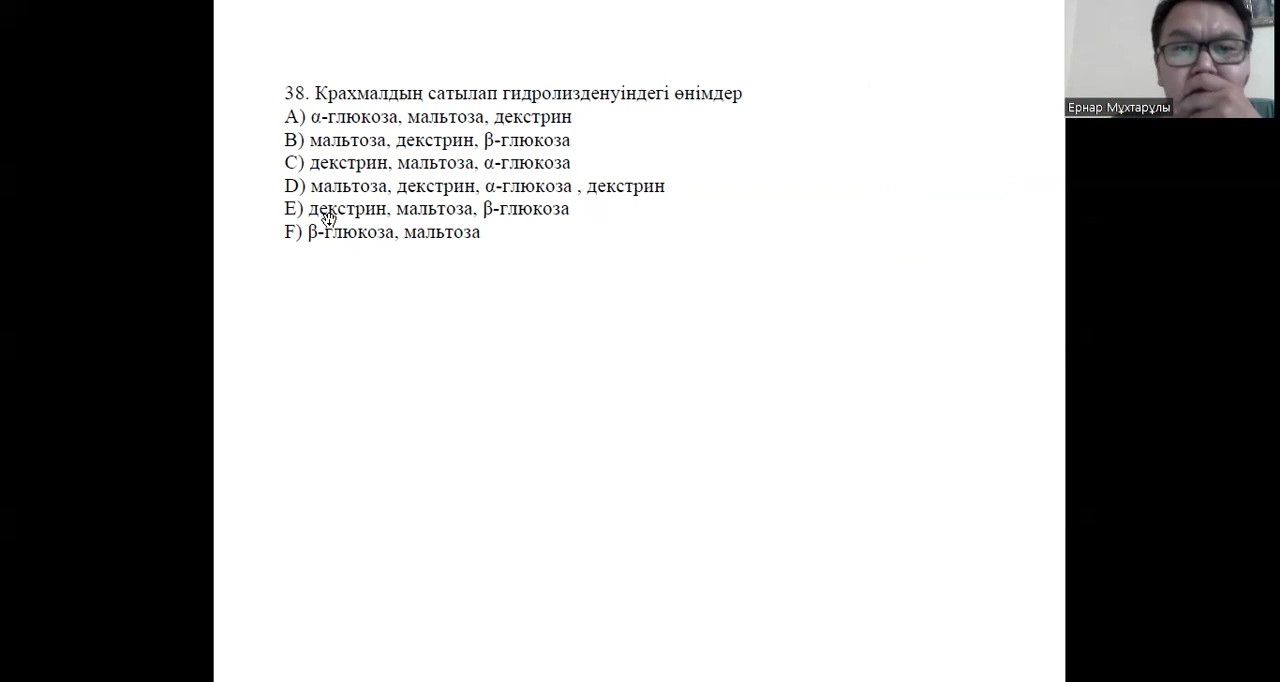 38. Крахмалдың сатылап гидролизденуіндегі өнімдер
A) α-глюкоза, мальтоза, декстрин
B) мальтоза, декстрин, β-глюкоза
C) декстрин, мальтоза, α-глюкоза
D) мальтоза, декстрин, α-глюкоза , декстрин
E) декстрин, мальтоза, β-глюкоза
F) β-глюкоза, мальтоза
Ернар Мұхтарұлы